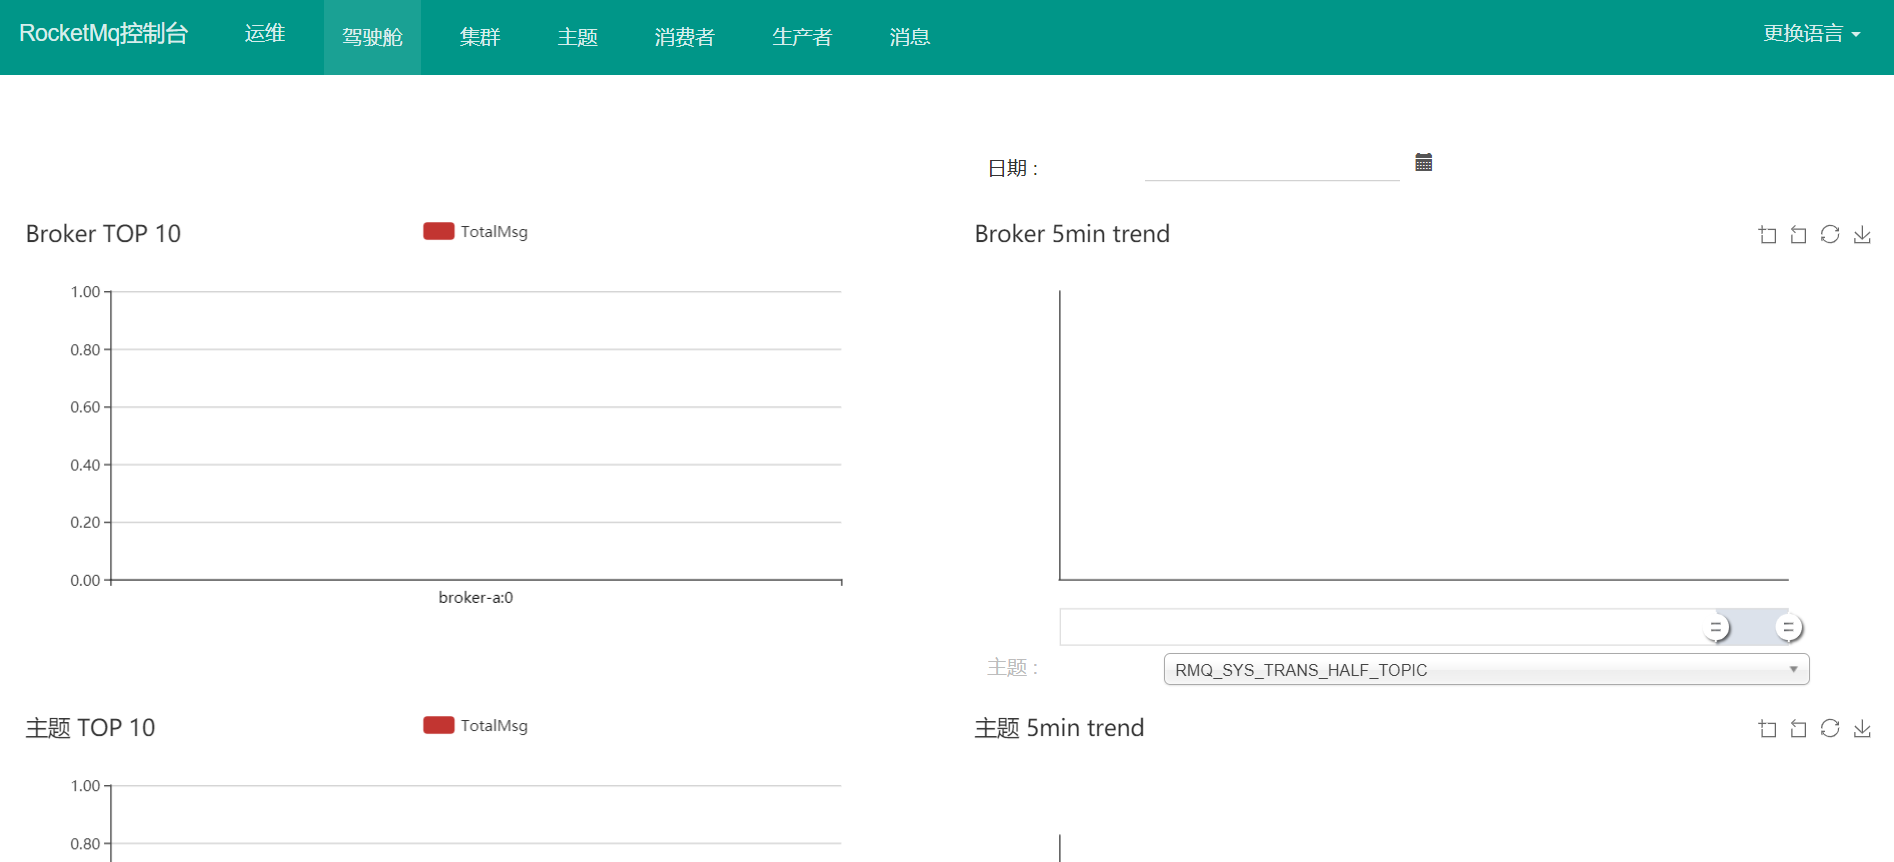 RocketMq控制台 运维 驾驶舱 集群 主题 消费者 生产者 消息 更换语言
日期 :
Broker TOP 10
TotalMsg
1.00
0.80
0.60
0.40
0.20
0.00
broker-a:0
Broker 5min trend
主题 :
RMQ_SYS_TRANS_HALF_TOPIC
主题 TOP 10
TotalMsg
1.00
0.80
主题 5min trend